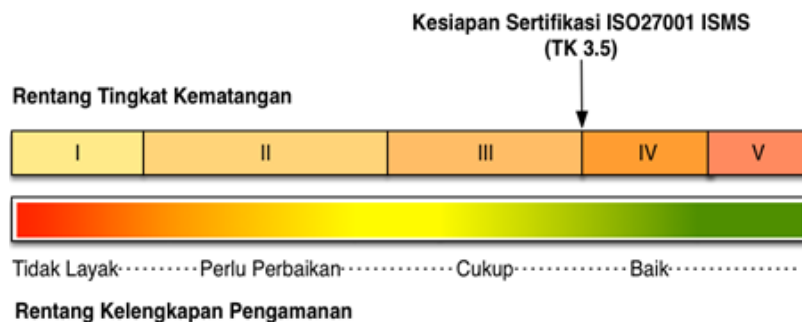 Kesiapan Sertifikasi ISO27001 ISMS
(TK 3.5)
Rentang Tingkat Kematangan
I II III IV V
Tidak Layak·········Perlu Perbaikan·············Cukup·············Baik···············
Rentang Kelengkapan Pengamanan